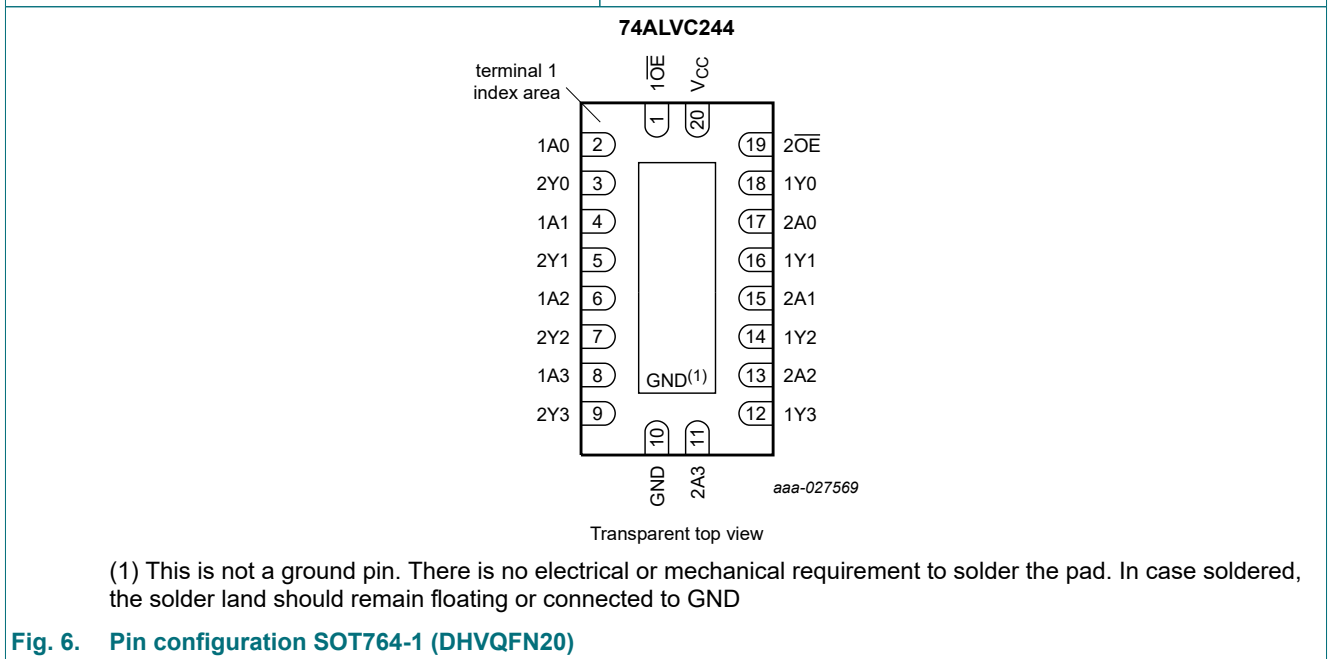 74ALVC244
terminal 1
index area
1O̅E̅
VCC
1
20
1A0 2
19 2O̅E̅
2Y0 3
18 1Y0
1A1 4
17 2A0
2Y1 5
16 1Y1
1A2 6
15 2A1
2Y2 7
14 1Y2
1A3 8
GND(1)
13 2A2
2Y3 9
12 1Y3
10
11
GND
2A3
aaa-027569
Transparent top view
(1) This is not a ground pin. There is no electrical or mechanical requirement to solder the pad. In case soldered,
the solder land should remain floating or connected to GND
Fig. 6. Pin configuration SOT764-1 (DHVQFN20)